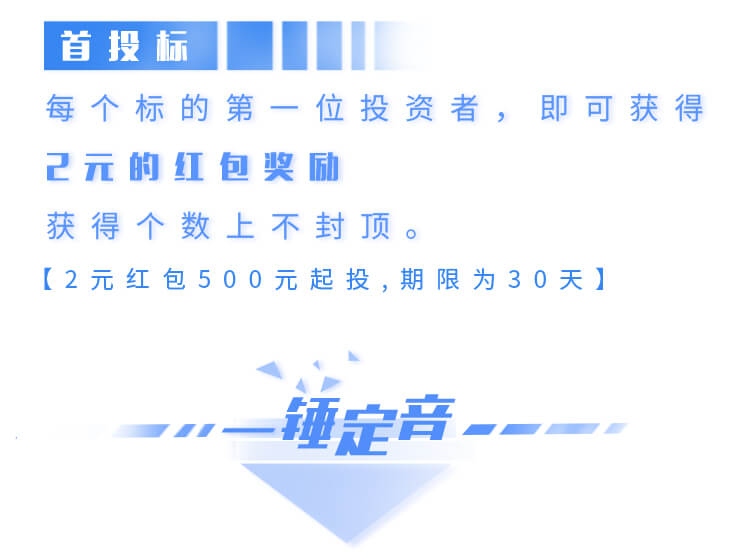 首投标
每个标的第一位投资者，即可获得
2元的红包奖励
获得个数上不封顶。
【2元红包500元起投,期限为30天】
一锤定音